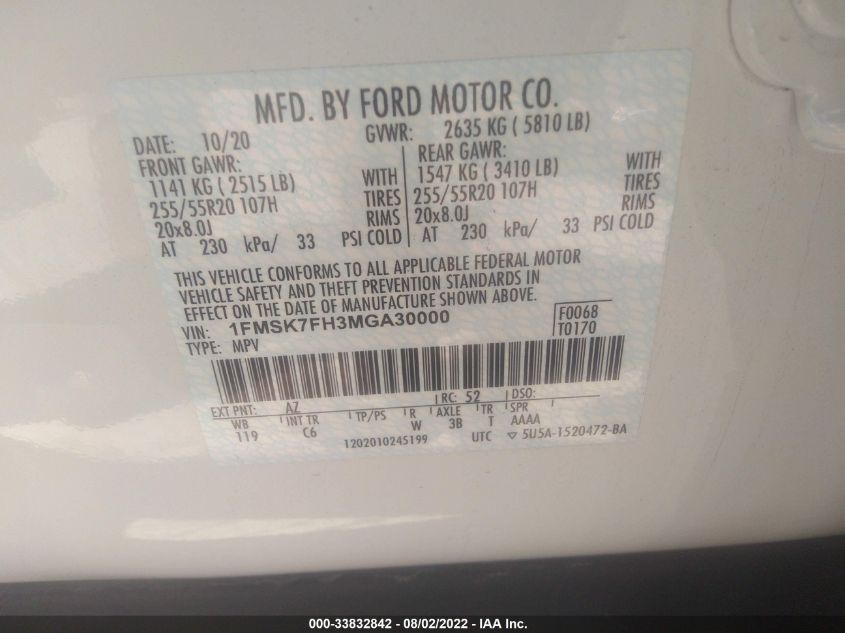 MFD. BY FORD MOTOR CO.
DATE: 10/20 GVWR: 2635 KG ( 5810 LB)
FRONT GAWR: REAR GAWR:
1141 KG ( 2515 LB) WITH 1547 KG ( 3410 LB) WITH
255/55R20 107H TIRES 255/55R20 107H TIRES
20x8.0J RIMS 20x8.0J RIMS
AT 230 kPa/ 33 PSI COLD AT 230 kPa/ 33 PSI COLD
THIS VEHICLE CONFORMS TO ALL APPLICABLE FEDERAL MOTOR
VEHICLE SAFETY AND THEFT PREVENTION STANDARDS IN
EFFECT ON THE DATE OF MANUFACTURE SHOWN ABOVE.
VIN: 1FMSK7FH3MGA30000 F0068
TYPE: MPV T0170
EXT PNT: AZ RC: 52 DSO:
WB INT TR TP/PS R AXLE TR SPR
119 C6 W 3B T AAAA
1202010245199 UTC ▽ 5U5A-1520472-BA
000-33832842 - 08/02/2022 - IAA Inc.